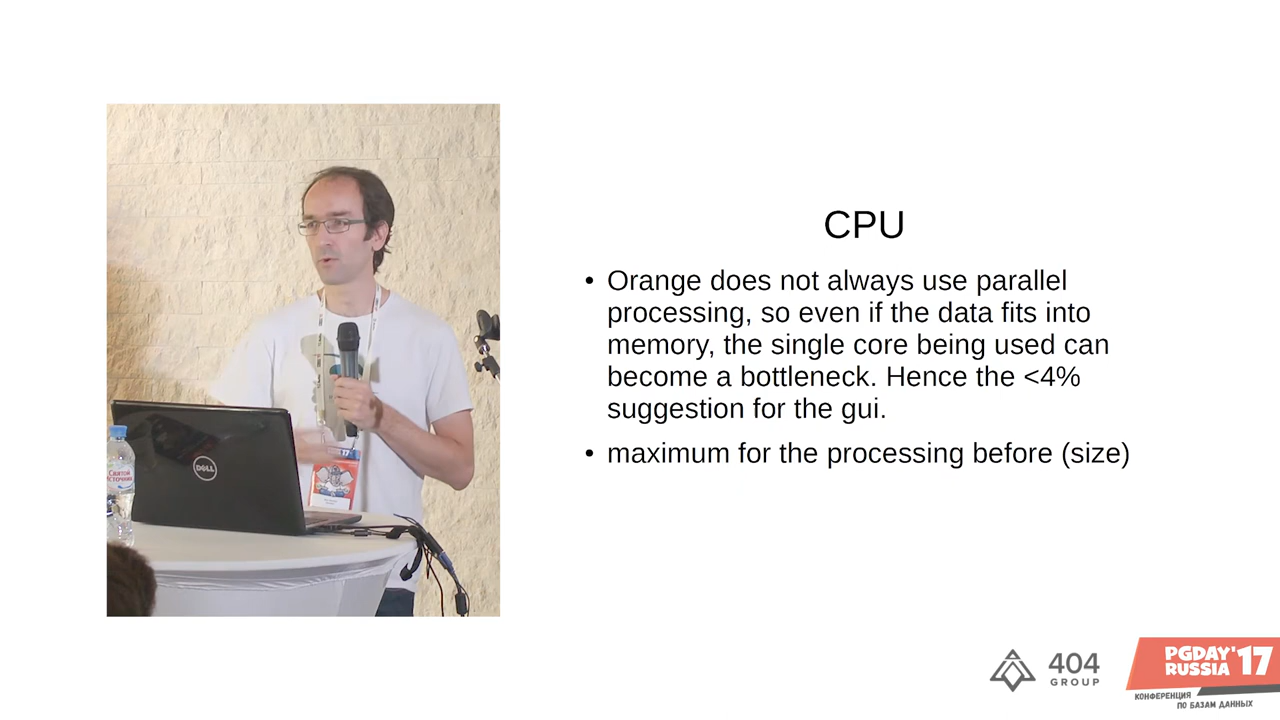 CPU
• Orange does not always use parallel
processing, so even if the data fits into
memory, the single core being used can
become a bottleneck. Hence the <4%
suggestion for the gui.
• maximum for the processing before (size)
DELL
Святой
Источник
404
GROUP
PGDAY'17
RUSSIA
КОНФЕРЕНЦИЯ
ПО БАЗАМ ДАННЫХ